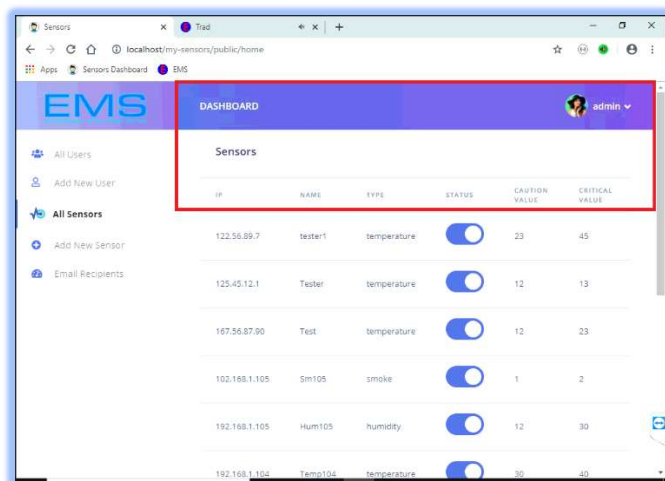 Sensors
Trad
localhost/my-sensors/public/home
Apps Sensors Dashboard EMS
EMS
DASHBOARD
admin
All Users
Add New User
All Sensors
Add New Sensor
Email Recipients
Sensors
IP NAME TYPE STATUS CAUTION VALUE CRITICAL VALUE
122.56.89.7 tester1 temperature 23 45
125.45.12.1 Tester temperature 12 13
167.56.87.90 Test temperature 12 23
102.168.1.105 Sm105 smoke 1 2
192.168.1.105 Hum105 humidity 12 30
192.168.1.104 Temp104 temperature 30 40